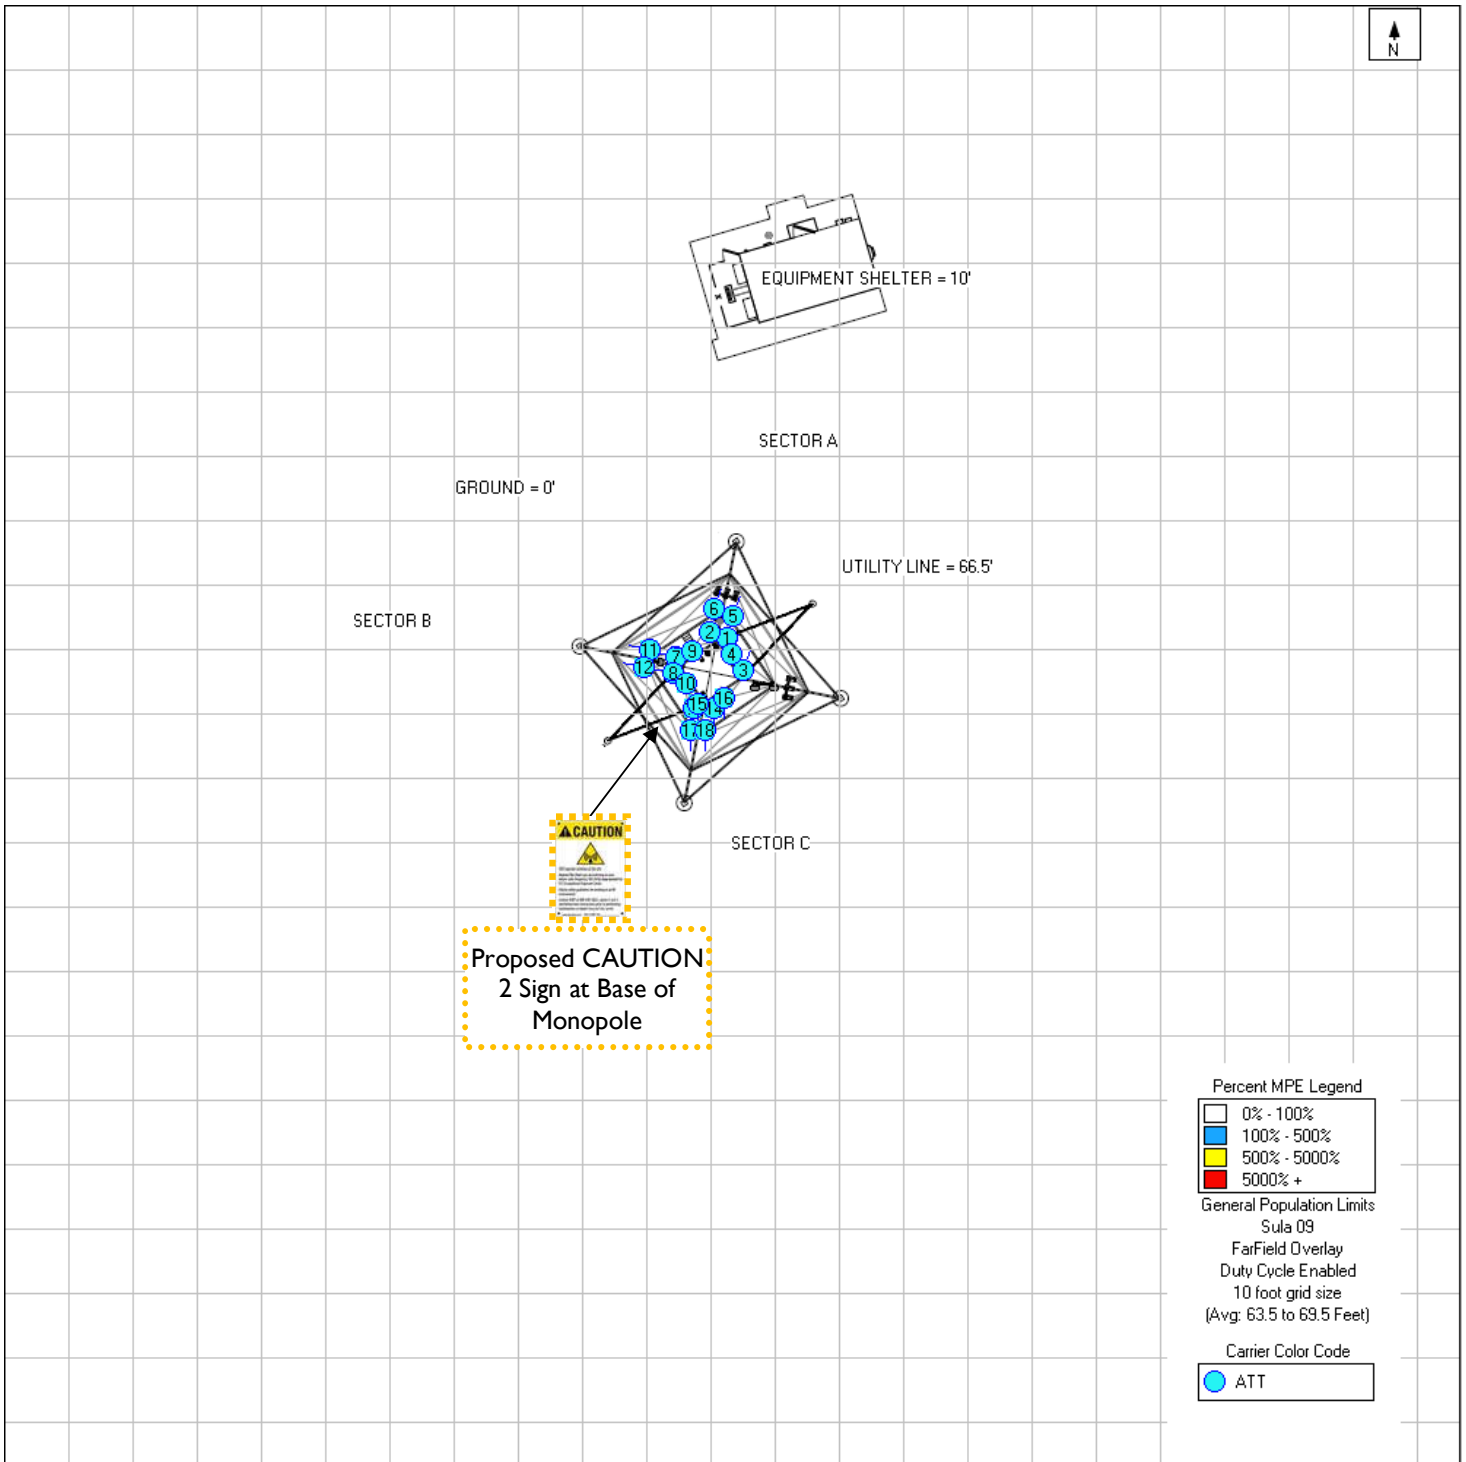 N
EQUIPMENT SHELTER = 10'
SECTOR A
GROUND = 0'
UTILITY LINE = 66.5'
SECTOR B
6
5
2
1
11
9
4
7
12
8
3
10
16
15
14
17
18
CAUTION
SECTOR C
Proposed CAUTION
2 Sign at Base of
Monopole
Percent MPE Legend
0% - 100%
100% - 500%
500% - 5000%
5000% +
General Population Limits
Sula 09
FarField Overlay
Duty Cycle Enabled
10 foot grid size
(Avg: 63.5 to 69.5 Feet)
Carrier Color Code
ATT